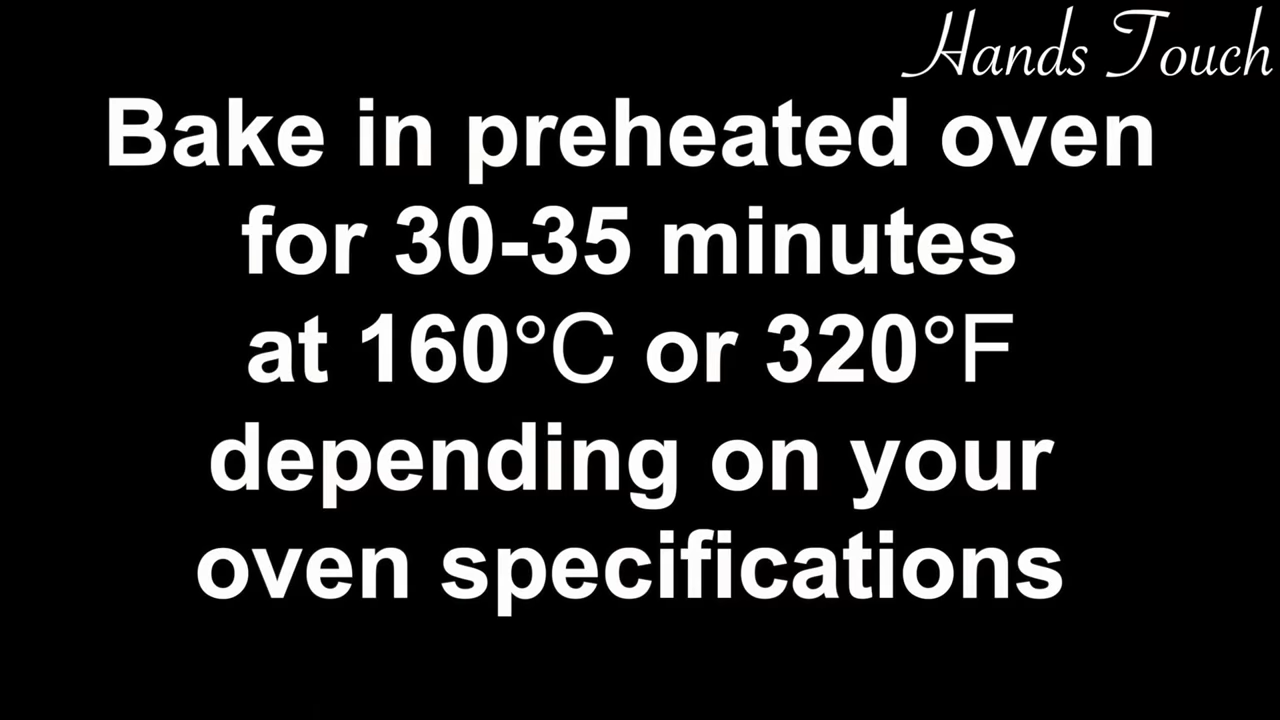 Hands Touch
Bake in preheated oven
for 30-35 minutes
at 160°C or 320°F
depending on your
oven specifications